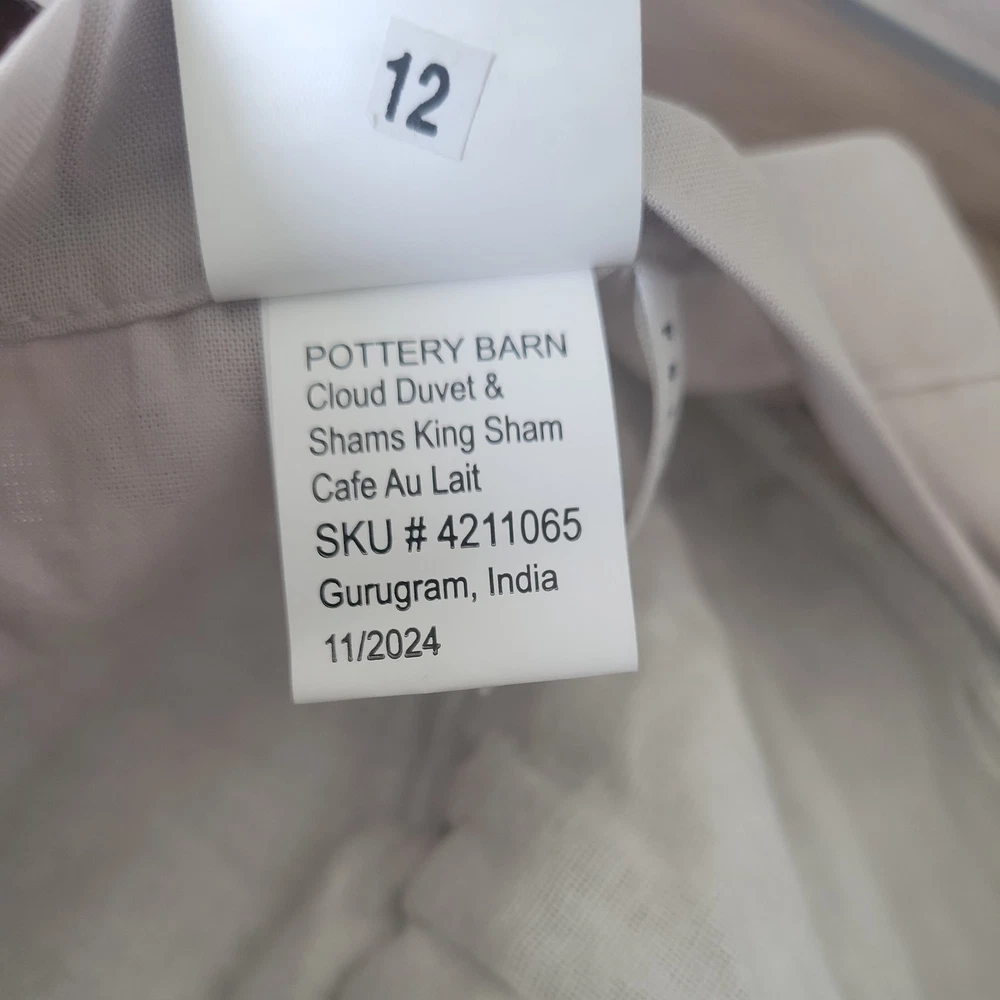 12
POTTERY BARN
Cloud Duvet &
Shams King Sham
Cafe Au Lait
SKU # 4211065
Gurugram, India
11/2024